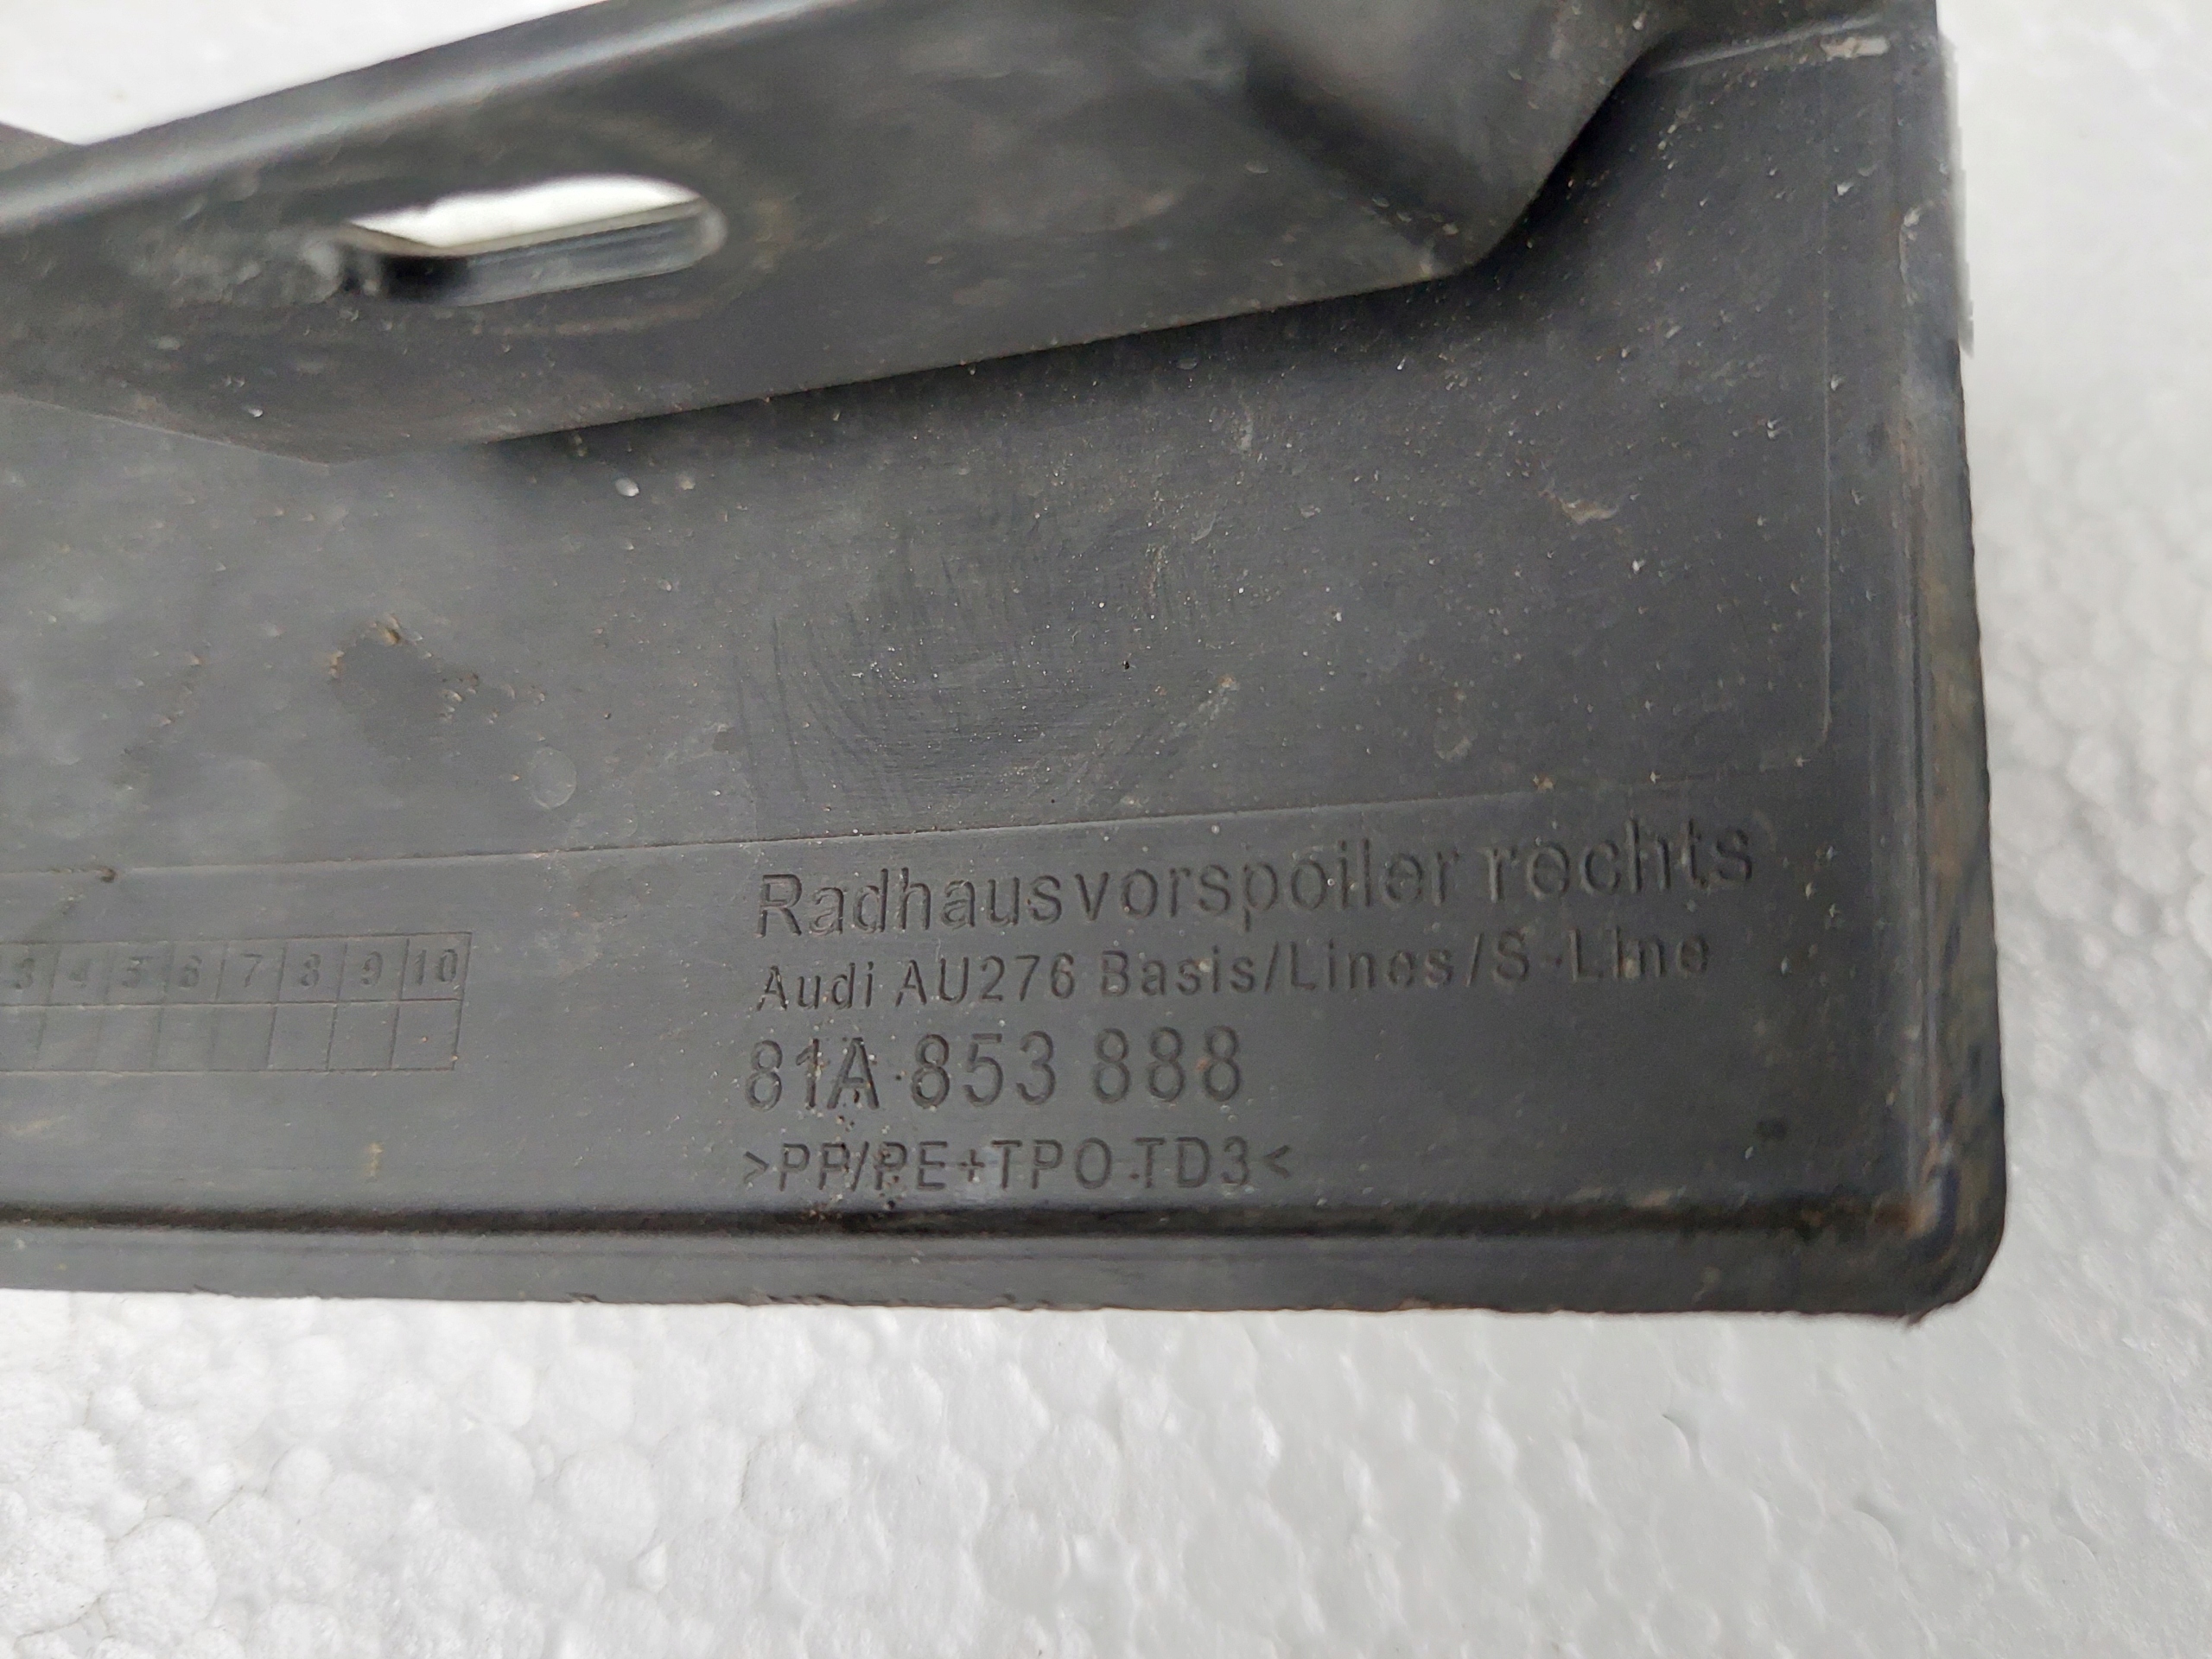 Radhausvorspoiler rechts
Audi AU276 Basis/Lines/S-Line
81A 853 888
>PP/PE+TPO TD3<
3 4 5 6 7 8 9 10